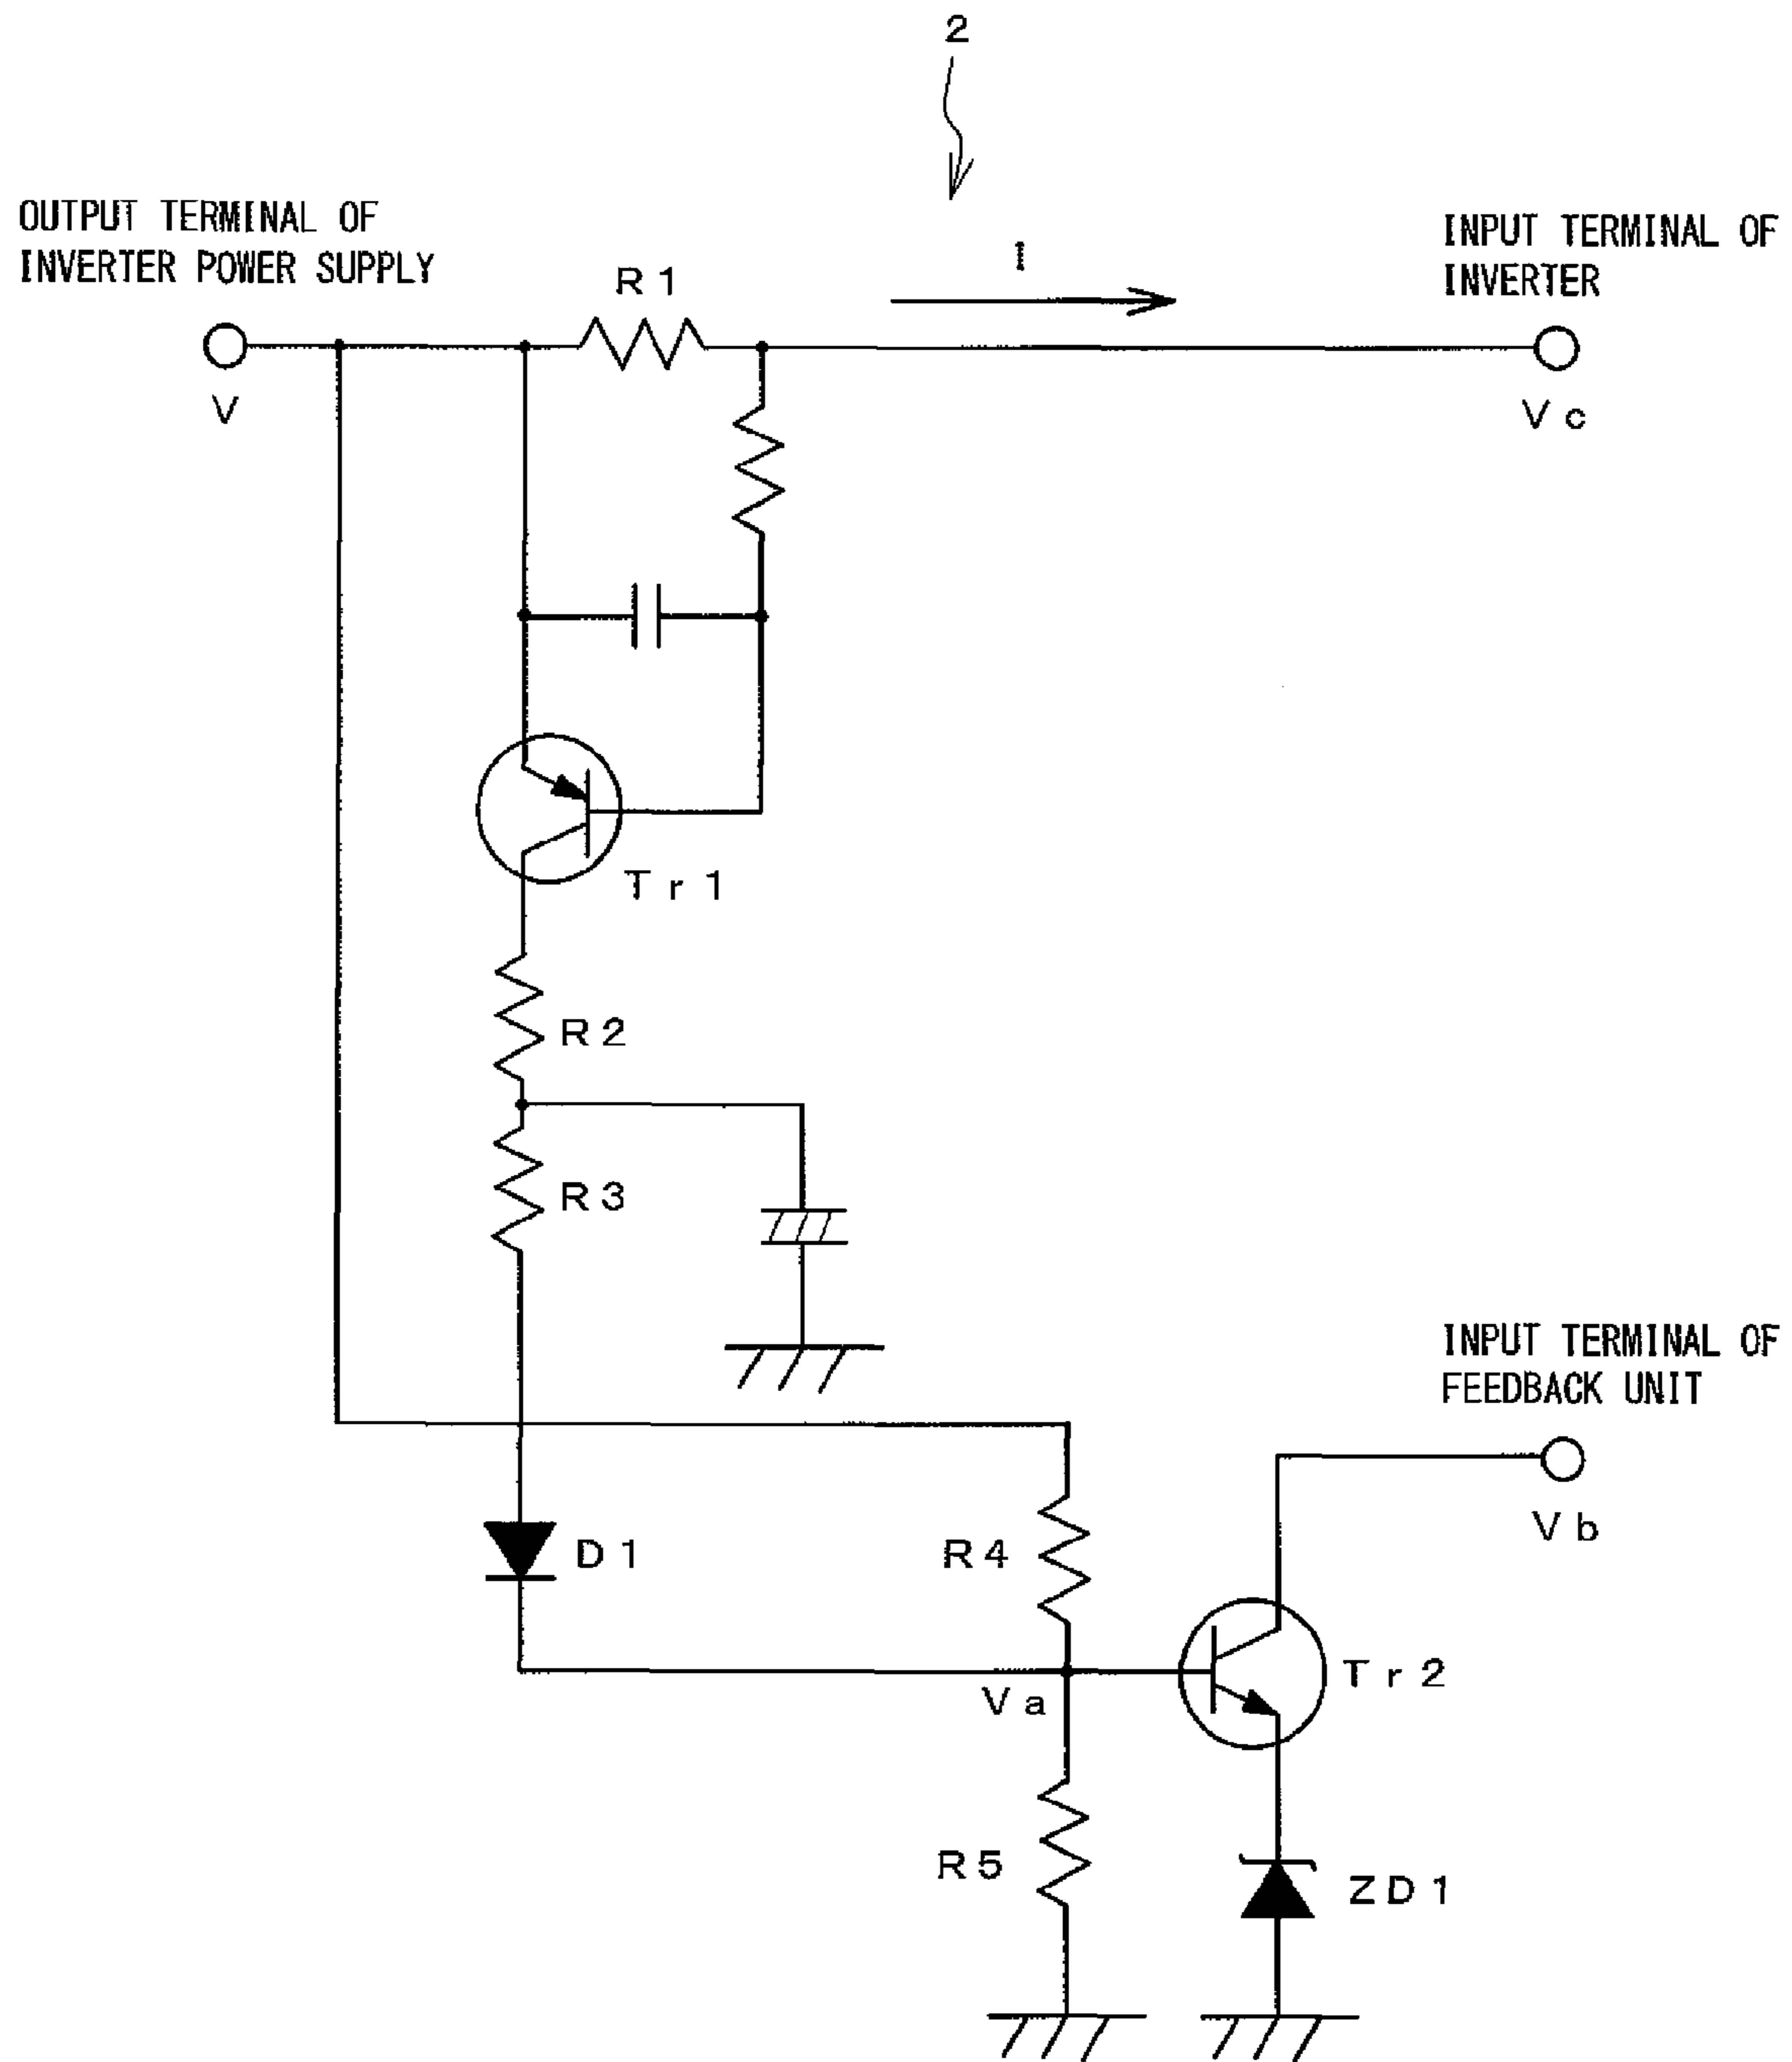 2
OUTPUT TERMINAL OF
INVERTER POWER SUPPLY
R1
I
INPUT TERMINAL OF
INVERTER
V
Vc
Tr1
R2
R3
INPUT TERMINAL OF
FEEDBACK UNIT
Vb
D1
R4
Tr2
Va
R5
ZD1